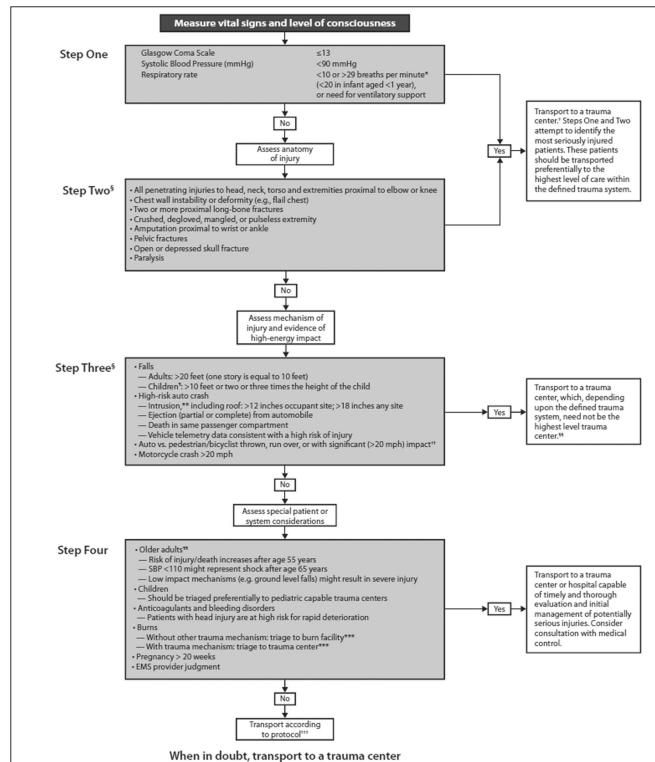 Measure vital signs and level of consciousness
Step One
Glasgow Coma Scale ≤13
Systolic Blood Pressure (mmHg) <90 mmHg
Respiratory rate <10 or >29 breaths per minute*
(<20 in infant aged <1 year),
or need for ventilatory support
No
Assess anatomy
of injury
Yes
Transport to a trauma
center.† Steps One and Two
attempt to identify the
most seriously injured
patients. These patients
should be transported
preferentially to the
highest level of care within
the defined trauma system.
Step Two§
• All penetrating injuries to head, neck, torso and extremities proximal to elbow or knee
• Chest wall instability or deformity (e.g., flail chest)
• Two or more proximal long-bone fractures
• Crushed, degloved, mangled, or pulseless extremity
• Amputation proximal to wrist or ankle
• Pelvic fractures
• Open or depressed skull fracture
• Paralysis
No
Assess mechanism of
injury and evidence of
high-energy impact
Step Three§
• Falls
— Adults: >20 feet (one story is equal to 10 feet)
— Children¶: >10 feet or two or three times the height of the child
• High-risk auto crash
— Intrusion,** including roof: >12 inches occupant site; >18 inches any site
— Ejection (partial or complete) from automobile
— Death in same passenger compartment
— Vehicle telemetry data consistent with a high risk of injury
• Auto vs. pedestrian/bicyclist thrown, run over, or with significant (>20 mph) impact††
• Motorcycle crash >20 mph
Yes
Transport to a trauma
center, which, depending
upon the defined trauma
system, need not be the
highest level trauma
center.§§
No
Assess special patient or
system considerations
Step Four
• Older adults¶¶
— Risk of injury/death increases after age 55 years
— SBP <110 might represent shock after age 65 years
— Low impact mechanisms (e.g. ground level falls) might result in severe injury
• Children
— Should be triaged preferentially to pediatric capable trauma centers
• Anticoagulants and bleeding disorders
— Patients with head injury are at high risk for rapid deterioration
• Burns
— Without other trauma mechanism: triage to burn facility***
— With trauma mechanism: triage to trauma center***
• Pregnancy > 20 weeks
• EMS provider judgment
Yes
Transport to a trauma
center or hospital capable
of timely and thorough
evaluation and initial
management of potentially
serious injuries. Consider
consultation with medical
control.
No
Transport according
to protocol†††
When in doubt, transport to a trauma center